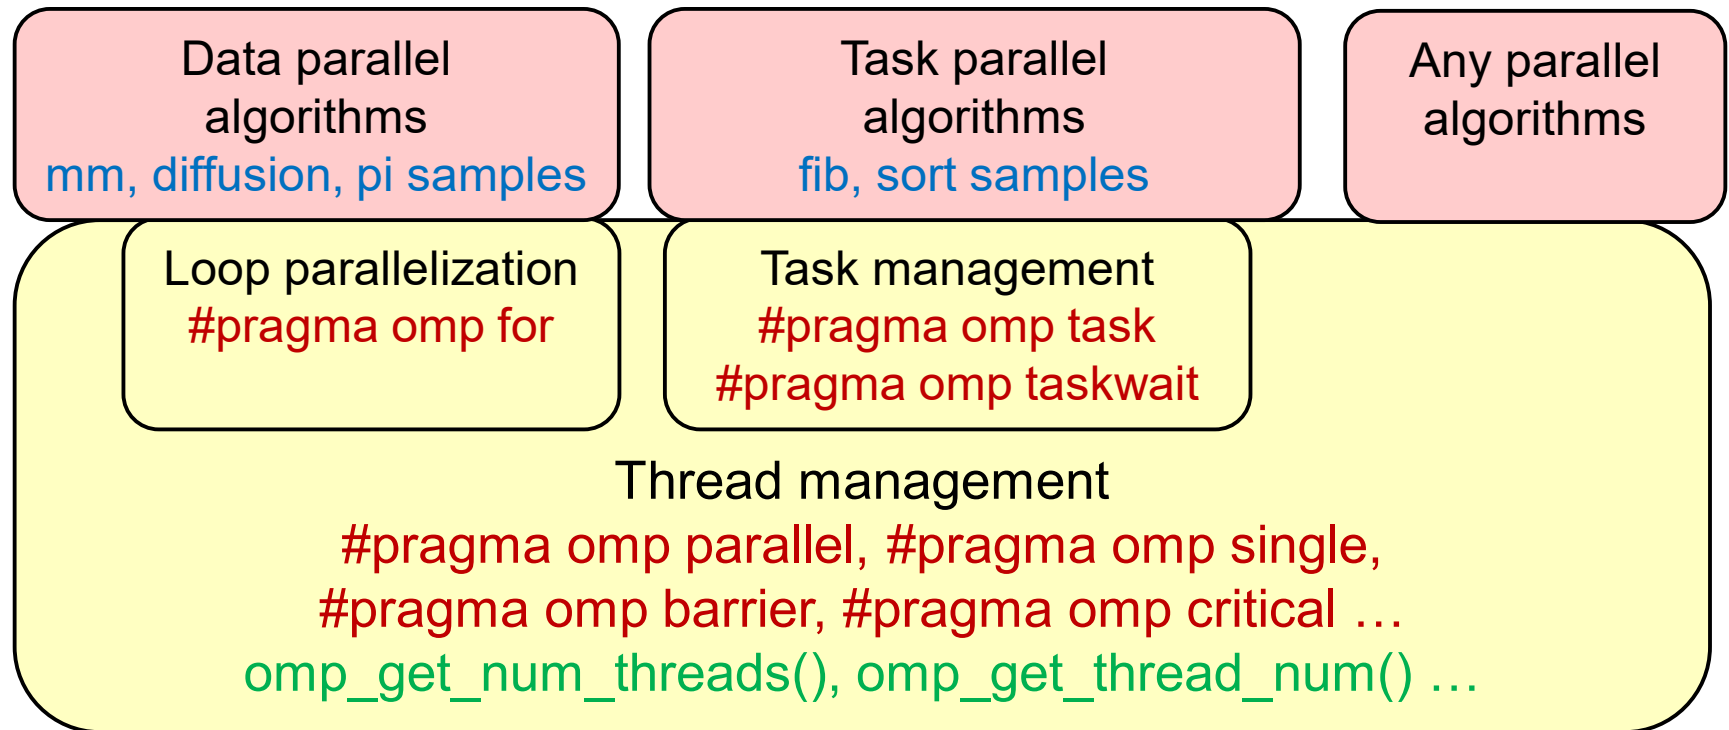 Data parallel
algorithms
mm, diffusion, pi samples
Task parallel
algorithms
fib, sort samples
Any parallel
algorithms
Loop parallelization
#pragma omp for
Task management
#pragma omp task
#pragma omp taskwait
Thread management
#pragma omp parallel, #pragma omp single,
#pragma omp barrier, #pragma omp critical …
omp_get_num_threads(), omp_get_thread_num() …